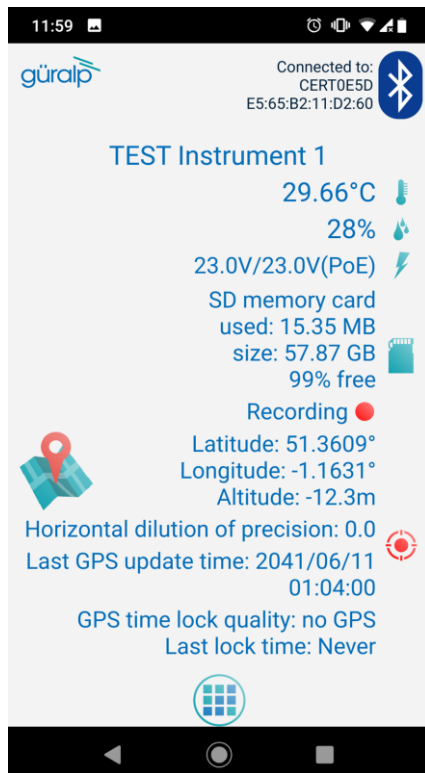 11:59
güralp
Connected to:
CERT0E5D
E5:65:B2:11:D2:60
TEST Instrument 1
29.66°C
28%
23.0V/23.0V(PoE)
SD memory card
used: 15.35 MB
size: 57.87 GB
99% free
Recording
Latitude: 51.3609°
Longitude: -1.1631°
Altitude: -12.3m
Horizontal dilution of precision: 0.0
Last GPS update time: 2041/06/11
01:04:00
GPS time lock quality: no GPS
Last lock time: Never